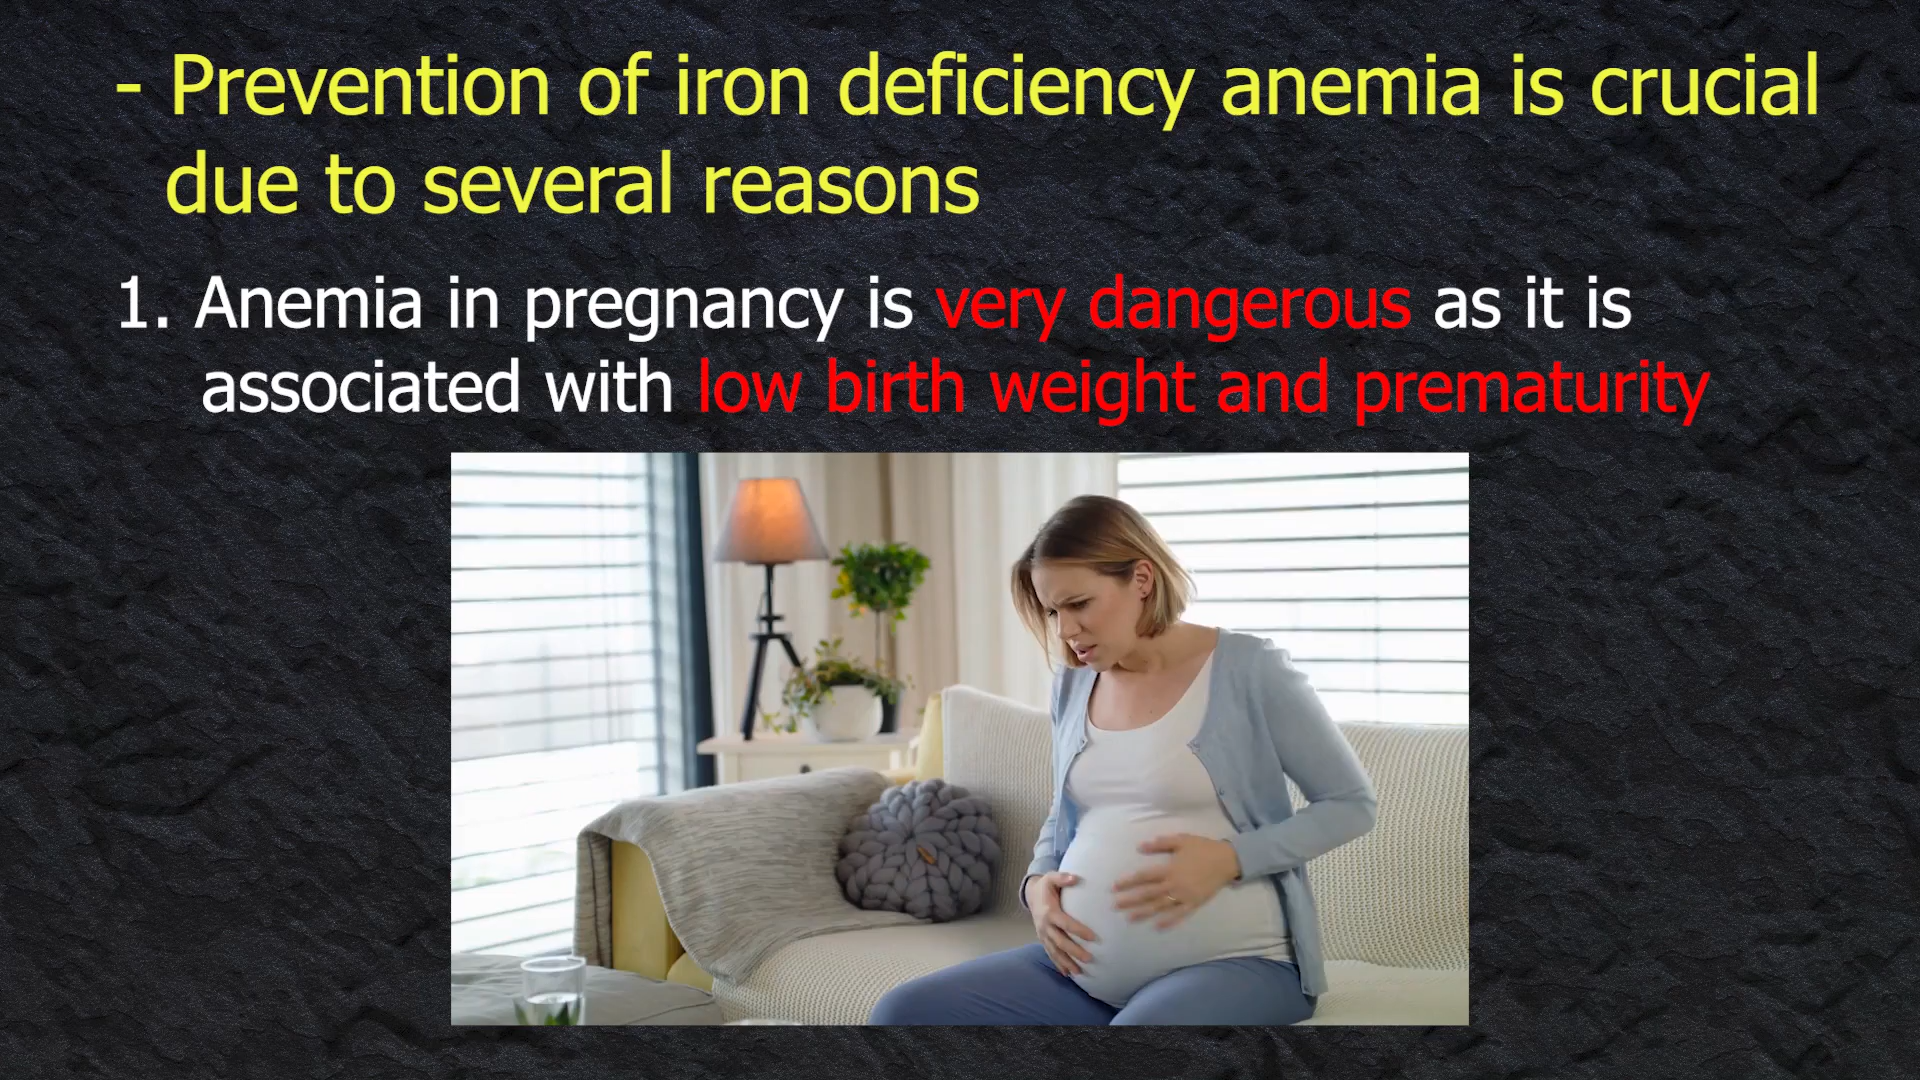 - Prevention of iron deficiency anemia is crucial
due to several reasons
1. Anemia in pregnancy is very dangerous as it is
associated with low birth weight and prematurity